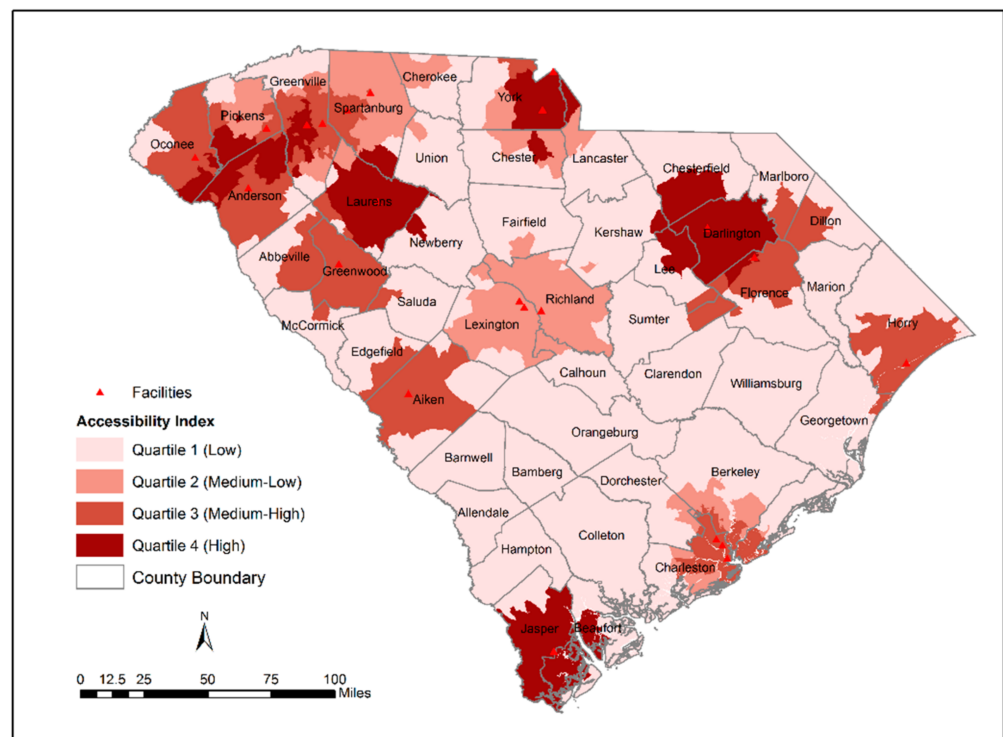 Cherokee
Greenville
York
Spartanburg
Pickens
Oconee
Union
Chester
Lancaster
Chesterfield
Marlboro
Anderson
Laurens
Dillon
Fairfield
Darlington
Kershaw
Newberry
Abbeville
Greenwood
Lee
Florence
Marion
Richland
Saluda
Sumter
Horry
McCormick
Lexington
Edgefield
Calhoun
Clarendon
Williamsburg
Aiken
Georgetown
Orangeburg
Barnwell
Bamberg
Berkeley
Dorchester
Allendale
Colleton
Hampton
Charleston
Jasper
Beaufort
Facilities
Accessibility Index
Quartile 1 (Low)
Quartile 2 (Medium-Low)
Quartile 3 (Medium-High)
Quartile 4 (High)
County Boundary
N
0 12.5 25 50 75 100
Miles